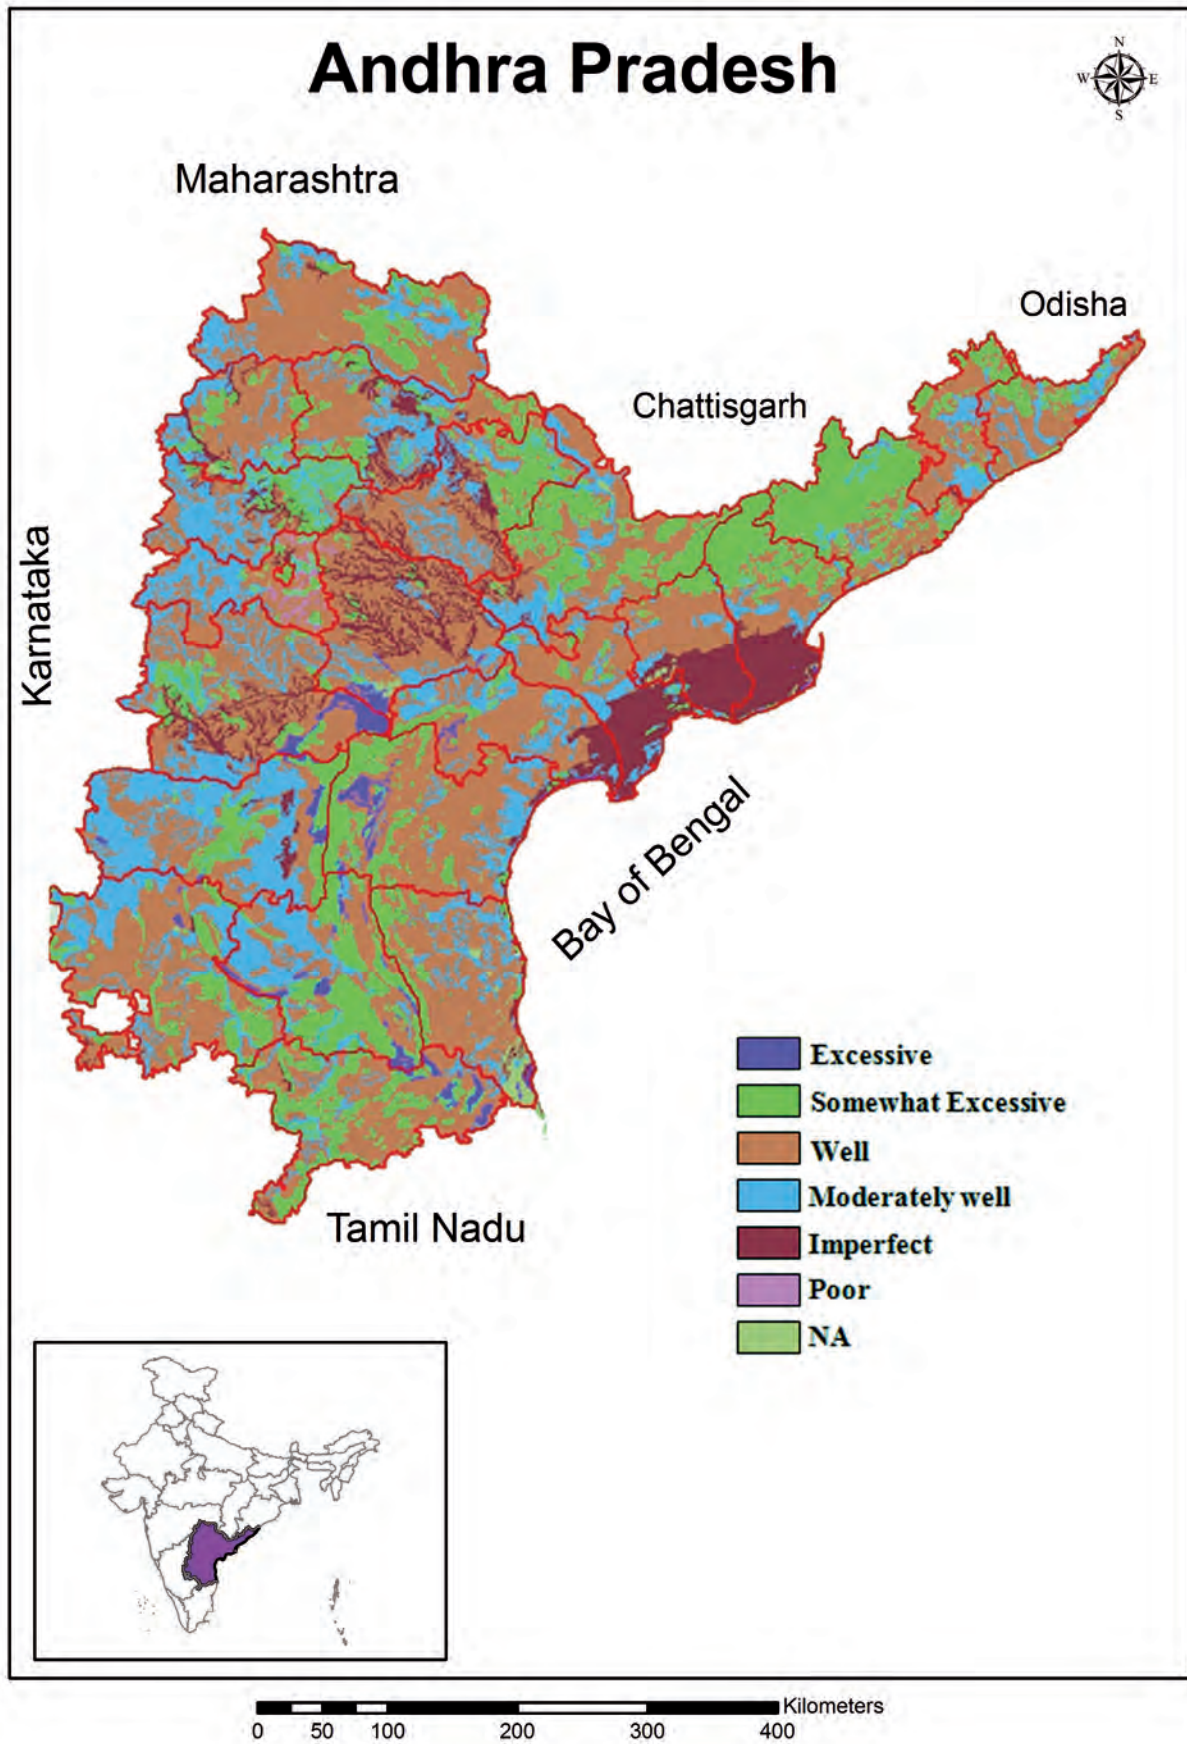 Andhra Pradesh
N
W E
S
Maharashtra
Odisha
Chattisgarh
Karnataka
Bay of Bengal
Tamil Nadu
Excessive
Somewhat Excessive
Well
Moderately well
Imperfect
Poor
NA
Kilometers
0 50 100 200 300 400